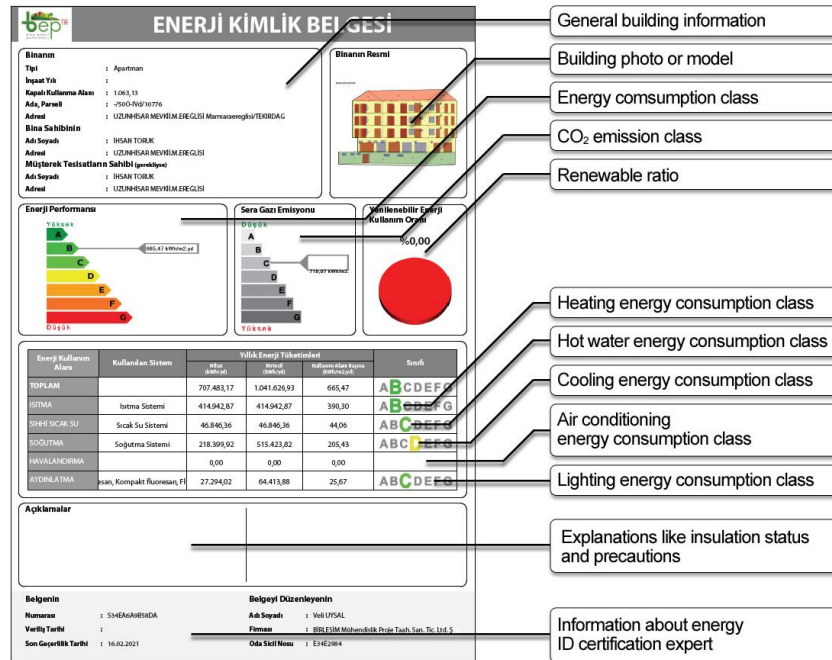 bep TR
ENERJİ KİMLİK BELGESİ
Binanın
Tipi : Apartman
İnşaat Yılı :
Kapalı Kullanma Alanı : 1.063,13
Ada, Parseli : -/500-IVd/10776
Adresi : UZUNHİSAR MEVKİİ.M.EREĞLİSİ Marmaraereglisi/TEKIRDAG
Bina Sahibinin
Adı Soyadı : İHSAN TORUK
Adresi : UZUNHİSAR MEVKİİ.M.EREĞLİSİ
Müşterek Tesisatların Sahibi (gerekliyse)
Adı Soyadı : İHSAN TORUK
Adresi : UZUNHİSAR MEVKİİ.M.EREĞLİSİ
Binanın Resmi
General building information
Building photo or model
Energy comsumption class
CO₂ emission class
Renewable ratio
Enerji Performansı
Yüksek
A
B
665,47 kWh/m2.yıl
C
D
E
F
G
Düşük
Sera Gazı Emisyonu
Düşük
A
B
C
D
E
F
G
Yüksek
Yenilenebilir Enerji
Kullanım Oranı
%0,00
Heating energy consumption class
Hot water energy consumption class
Cooling energy consumption class
Air conditioning
energy consumption class
Lighting energy consumption class
Explanations like insulation status
and precautions
Information about energy
ID certification expert
Enerji Kullanım Alanı Kullanılan Sistem Yıllık Enerji Tüketimleri Sınıfı
Nihai (kWh/yıl) Birincil (kWh/yıl) Kullanım Alanı Başına (kWh/m2.yıl)
TOPLAM 707.483,17 1.041.626,93 665,47 A B C D E F G
ISITMA Isıtma Sistemi 414.942,87 414.942,87 390,30 A B C D E F G
SIHHİ SICAK SU Sıcak Su Sistemi 46.846,36 46.846,36 44,06 A B C D E F G
SOĞUTMA Soğutma Sistemi 218.399,92 515.423,82 205,43 A B C D E F G
HAVALANDIRMA 0,00 0,00 0,00
AYDINLATMA esan, Kompakt fluoresan, Fl 27.294,02 64.413,88 25,67 A B C D E F G
Açıklamalar
Belgenin
Numarası : S34EA6A9B58DA
Veriliş Tarihi :
Son Geçerlilik Tarihi : 16.02.2021
Belgeyi Düzenleyenin
Adı Soyadı : Veli UYSAL
Firması : BİRLEŞİM Mühendislik Proje Taah. San. Tic. Ltd. Ş
Oda Sicil Nosu : E34E2984